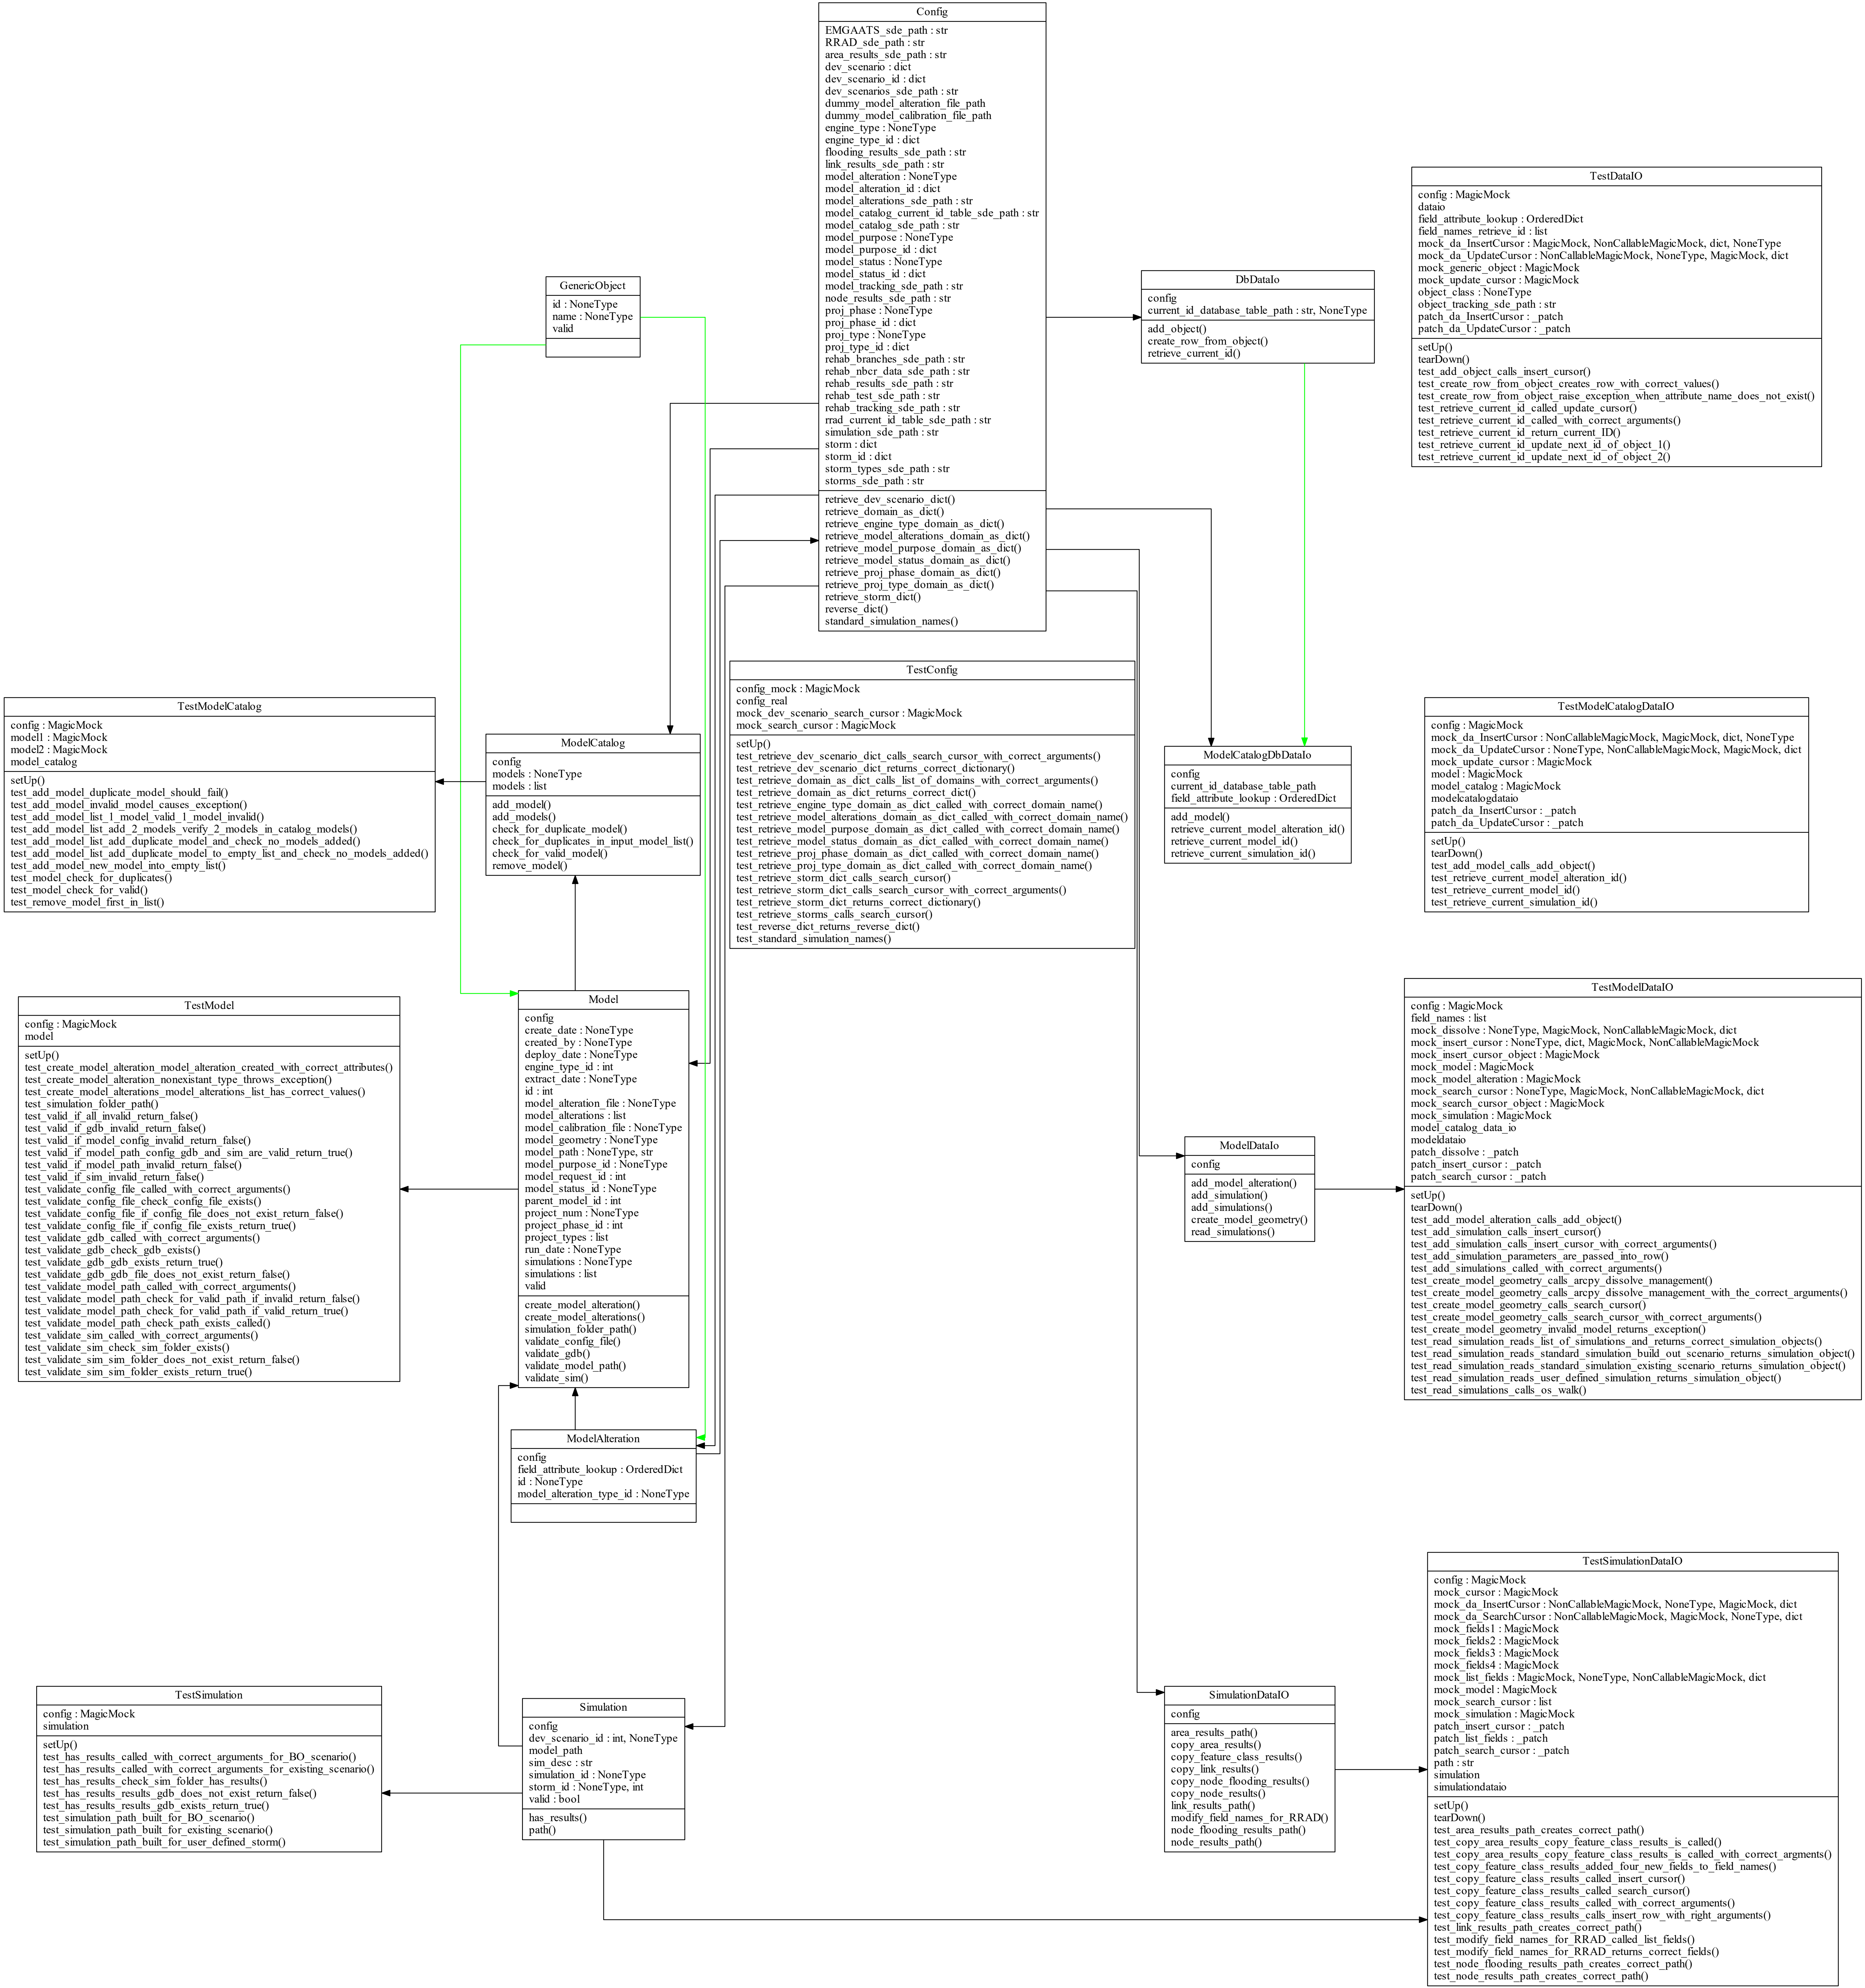 Config
EMGAATS_sde_path : str
RRAD_sde_path : str
area_results_sde_path : str
dev_scenario : dict
dev_scenario_id : dict
dev_scenarios_sde_path : str
dummy_model_alteration_file_path
dummy_model_calibration_file_path
engine_type : NoneType
engine_type_id : dict
flooding_results_sde_path : str
link_results_sde_path : str
model_alteration : NoneType
model_alteration_id : dict
model_alterations_sde_path : str
model_catalog_current_id_table_sde_path : str
model_catalog_sde_path : str
model_purpose : NoneType
model_purpose_id : dict
model_status : NoneType
model_status_id : dict
model_tracking_sde_path : str
node_results_sde_path : str
proj_phase : NoneType
proj_phase_id : dict
proj_type : NoneType
proj_type_id : dict
rehab_branches_sde_path : str
rehab_nbcr_data_sde_path : str
rehab_results_sde_path : str
rehab_test_sde_path : str
rehab_tracking_sde_path : str
rrad_current_id_table_sde_path : str
simulation_sde_path : str
storm : dict
storm_id : dict
storm_types_sde_path : str
storms_sde_path : str
retrieve_dev_scenario_dict()
retrieve_domain_as_dict()
retrieve_engine_type_domain_as_dict()
retrieve_model_alterations_domain_as_dict()
retrieve_model_purpose_domain_as_dict()
retrieve_model_status_domain_as_dict()
retrieve_proj_phase_domain_as_dict()
retrieve_proj_type_domain_as_dict()
retrieve_storm_dict()
reverse_dict()
standard_simulation_names()
TestDataIO
config : MagicMock
dataio
field_attribute_lookup : OrderedDict
field_names_retrieve_id : list
mock_da_InsertCursor : MagicMock, NonCallableMagicMock, dict, NoneType
mock_da_UpdateCursor : NonCallableMagicMock, NoneType, MagicMock, dict
mock_generic_object : MagicMock
mock_update_cursor : MagicMock
object_class : NoneType
object_tracking_sde_path : str
patch_da_InsertCursor : _patch
patch_da_UpdateCursor : _patch
setUp()
tearDown()
test_add_object_calls_insert_cursor()
test_create_row_from_object_creates_row_with_correct_values()
test_create_row_from_object_raise_exception_when_attribute_name_does_not_exist()
test_retrieve_current_id_called_update_cursor()
test_retrieve_current_id_called_with_correct_arguments()
test_retrieve_current_id_return_current_ID()
test_retrieve_current_id_update_next_id_of_object_1()
test_retrieve_current_id_update_next_id_of_object_2()
GenericObject
id : NoneType
name : NoneType
valid
DbDataIo
config
current_id_database_table_path : str, NoneType
add_object()
create_row_from_object()
retrieve_current_id()
TestModelCatalog
config : MagicMock
model1 : MagicMock
model2 : MagicMock
model_catalog
setUp()
test_add_model_duplicate_model_should_fail()
test_add_model_invalid_model_causes_exception()
test_add_model_list_1_model_valid_1_model_invalid()
test_add_model_list_add_2_models_verify_2_models_in_catalog_models()
test_add_model_list_add_duplicate_model_and_check_no_models_added()
test_add_model_list_add_duplicate_model_to_empty_list_and_check_no_models_added()
test_add_model_new_model_into_empty_list()
test_model_check_for_duplicates()
test_model_check_for_valid()
test_remove_model_first_in_list()
ModelCatalog
config
models : NoneType
models : list
add_model()
add_models()
check_for_duplicate_model()
check_for_duplicates_in_input_model_list()
check_for_valid_model()
remove_model()
TestConfig
config_mock : MagicMock
config_real
mock_dev_scenario_search_cursor : MagicMock
mock_search_cursor : MagicMock
setUp()
test_retrieve_dev_scenario_dict_calls_search_cursor_with_correct_arguments()
test_retrieve_dev_scenario_dict_returns_correct_dictionary()
test_retrieve_domain_as_dict_calls_list_of_domains_with_correct_arguments()
test_retrieve_domain_as_dict_returns_correct_dict()
test_retrieve_engine_type_domain_as_dict_called_with_correct_domain_name()
test_retrieve_model_alterations_domain_as_dict_called_with_correct_domain_name()
test_retrieve_model_purpose_domain_as_dict_called_with_correct_domain_name()
test_retrieve_model_status_domain_as_dict_called_with_correct_domain_name()
test_retrieve_proj_phase_domain_as_dict_called_with_correct_domain_name()
test_retrieve_proj_type_domain_as_dict_called_with_correct_domain_name()
test_retrieve_storm_dict_calls_search_cursor()
test_retrieve_storm_dict_calls_search_cursor_with_correct_arguments()
test_retrieve_storm_dict_returns_correct_dictionary()
test_retrieve_storms_calls_search_cursor()
test_reverse_dict_returns_reverse_dict()
test_standard_simulation_names()
ModelCatalogDbDataIo
config
current_id_database_table_path
field_attribute_lookup : OrderedDict
add_model()
retrieve_current_model_alteration_id()
retrieve_current_model_id()
retrieve_current_simulation_id()
TestModelCatalogDataIO
config : MagicMock
mock_da_InsertCursor : NonCallableMagicMock, MagicMock, dict, NoneType
mock_da_UpdateCursor : NoneType, NonCallableMagicMock, MagicMock, dict
mock_update_cursor : MagicMock
model : MagicMock
model_catalog : MagicMock
modelcatalogdataio
patch_da_InsertCursor : _patch
patch_da_UpdateCursor : _patch
setUp()
tearDown()
test_add_model_calls_add_object()
test_retrieve_current_model_alteration_id()
test_retrieve_current_model_id()
test_retrieve_current_simulation_id()
TestModel
config : MagicMock
model
setUp()
test_create_model_alteration_model_alteration_created_with_correct_attributes()
test_create_model_alteration_nonexistant_type_throws_exception()
test_create_model_alterations_model_alterations_list_has_correct_values()
test_simulation_folder_path()
test_valid_if_all_invalid_return_false()
test_valid_if_gdb_invalid_return_false()
test_valid_if_model_config_invalid_return_false()
test_valid_if_model_path_config_gdb_and_sim_are_valid_return_true()
test_valid_if_model_path_invalid_return_false()
test_valid_if_sim_invalid_return_false()
test_validate_config_file_called_with_correct_arguments()
test_validate_config_file_check_config_file_exists()
test_validate_config_file_if_config_file_does_not_exist_return_false()
test_validate_config_file_if_config_file_exists_return_true()
test_validate_gdb_called_with_correct_arguments()
test_validate_gdb_check_gdb_exists()
test_validate_gdb_gdb_exists_return_true()
test_validate_gdb_gdb_file_does_not_exist_return_false()
test_validate_model_path_called_with_correct_arguments()
test_validate_model_path_check_for_valid_path_if_invalid_return_false()
test_validate_model_path_check_for_valid_path_if_valid_return_true()
test_validate_model_path_check_path_exists_called()
test_validate_sim_called_with_correct_arguments()
test_validate_sim_check_sim_folder_exists()
test_validate_sim_sim_folder_does_not_exist_return_false()
test_validate_sim_sim_folder_exists_return_true()
Model
config
create_date : NoneType
created_by : NoneType
deploy_date : NoneType
engine_type_id : int
extract_date : NoneType
id : int
model_alteration_file : NoneType
model_alterations : list
model_calibration_file : NoneType
model_geometry : NoneType
model_path : NoneType, str
model_purpose_id : NoneType
model_request_id : int
model_status_id : NoneType
parent_model_id : int
project_num : NoneType
project_phase_id : int
project_types : list
run_date : NoneType
simulations : NoneType
simulations : list
valid
create_model_alteration()
create_model_alterations()
simulation_folder_path()
validate_config_file()
validate_gdb()
validate_model_path()
validate_sim()
ModelDataIo
config
add_model_alteration()
add_simulation()
add_simulations()
create_model_geometry()
read_simulations()
TestModelDataIO
config : MagicMock
field_names : list
mock_dissolve : NoneType, MagicMock, NonCallableMagicMock, dict
mock_insert_cursor : NoneType, dict, MagicMock, NonCallableMagicMock
mock_insert_cursor_object : MagicMock
mock_model : MagicMock
mock_model_alteration : MagicMock
mock_search_cursor : NoneType, MagicMock, NonCallableMagicMock, dict
mock_search_cursor_object : MagicMock
mock_simulation : MagicMock
model_catalog_data_io
modeldataio
patch_dissolve : _patch
patch_insert_cursor : _patch
patch_search_cursor : _patch
setUp()
tearDown()
test_add_model_alteration_calls_add_object()
test_add_simulation_calls_insert_cursor()
test_add_simulation_calls_insert_cursor_with_correct_arguments()
test_add_simulation_parameters_are_passed_into_row()
test_add_simulations_called_with_correct_arguments()
test_create_model_geometry_calls_arcpy_dissolve_management()
test_create_model_geometry_calls_arcpy_dissolve_management_with_the_correct_arguments()
test_create_model_geometry_calls_search_cursor()
test_create_model_geometry_calls_search_cursor_with_correct_arguments()
test_create_model_geometry_invalid_model_returns_exception()
test_read_simulation_reads_list_of_simulations_and_returns_correct_simulation_objects()
test_read_simulation_reads_standard_simulation_build_out_scenario_returns_simulation_object()
test_read_simulation_reads_standard_simulation_existing_scenario_returns_simulation_object()
test_read_simulation_reads_user_defined_simulation_returns_simulation_object()
test_read_simulations_calls_os_walk()
ModelAlteration
config
field_attribute_lookup : OrderedDict
id : NoneType
model_alteration_type_id : NoneType
TestSimulation
config : MagicMock
simulation
setUp()
test_has_results_called_with_correct_arguments_for_BO_scenario()
test_has_results_called_with_correct_arguments_for_existing_scenario()
test_has_results_check_sim_folder_has_results()
test_has_results_results_gdb_does_not_exist_return_false()
test_has_results_results_gdb_exists_return_true()
test_simulation_path_built_for_BO_scenario()
test_simulation_path_built_for_existing_scenario()
test_simulation_path_built_for_user_defined_storm()
Simulation
config
dev_scenario_id : int, NoneType
model_path
sim_desc : str
simulation_id : NoneType
storm_id : NoneType, int
valid : bool
has_results()
path()
SimulationDataIO
config
area_results_path()
copy_area_results()
copy_feature_class_results()
copy_link_results()
copy_node_flooding_results()
copy_node_results()
link_results_path()
modify_field_names_for_RRAD()
node_flooding_results_path()
node_results_path()
TestSimulationDataIO
config : MagicMock
mock_cursor : MagicMock
mock_da_InsertCursor : NonCallableMagicMock, NoneType, MagicMock, dict
mock_da_SearchCursor : NonCallableMagicMock, MagicMock, NoneType, dict
mock_fields1 : MagicMock
mock_fields2 : MagicMock
mock_fields3 : MagicMock
mock_fields4 : MagicMock
mock_list_fields : MagicMock, NoneType, NonCallableMagicMock, dict
mock_model : MagicMock
mock_search_cursor : list
mock_simulation : MagicMock
patch_insert_cursor : _patch
patch_list_fields : _patch
patch_search_cursor : _patch
path : str
simulation
simulationdataio
setUp()
tearDown()
test_area_results_path_creates_correct_path()
test_copy_area_results_copy_feature_class_results_is_called()
test_copy_area_results_copy_feature_class_results_is_called_with_correct_argments()
test_copy_feature_class_results_added_four_new_fields_to_field_names()
test_copy_feature_class_results_called_insert_cursor()
test_copy_feature_class_results_called_search_cursor()
test_copy_feature_class_results_called_with_correct_arguments()
test_copy_feature_class_results_calls_insert_row_with_right_arguments()
test_link_results_path_creates_correct_path()
test_modify_field_names_for_RRAD_called_list_fields()
test_modify_field_names_for_RRAD_returns_correct_fields()
test_node_flooding_results_path_creates_correct_path()
test_node_results_path_creates_correct_path()